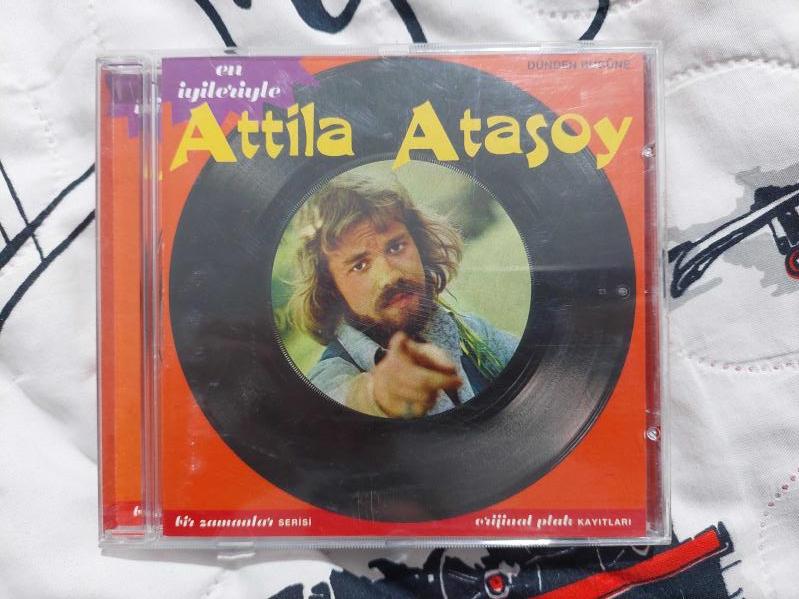 en
iyileriyle
DÜNDEN BUGÜNE
Attila Atasoy
bir zamanlar SERİSİ
orijinal plak KAYITLARI